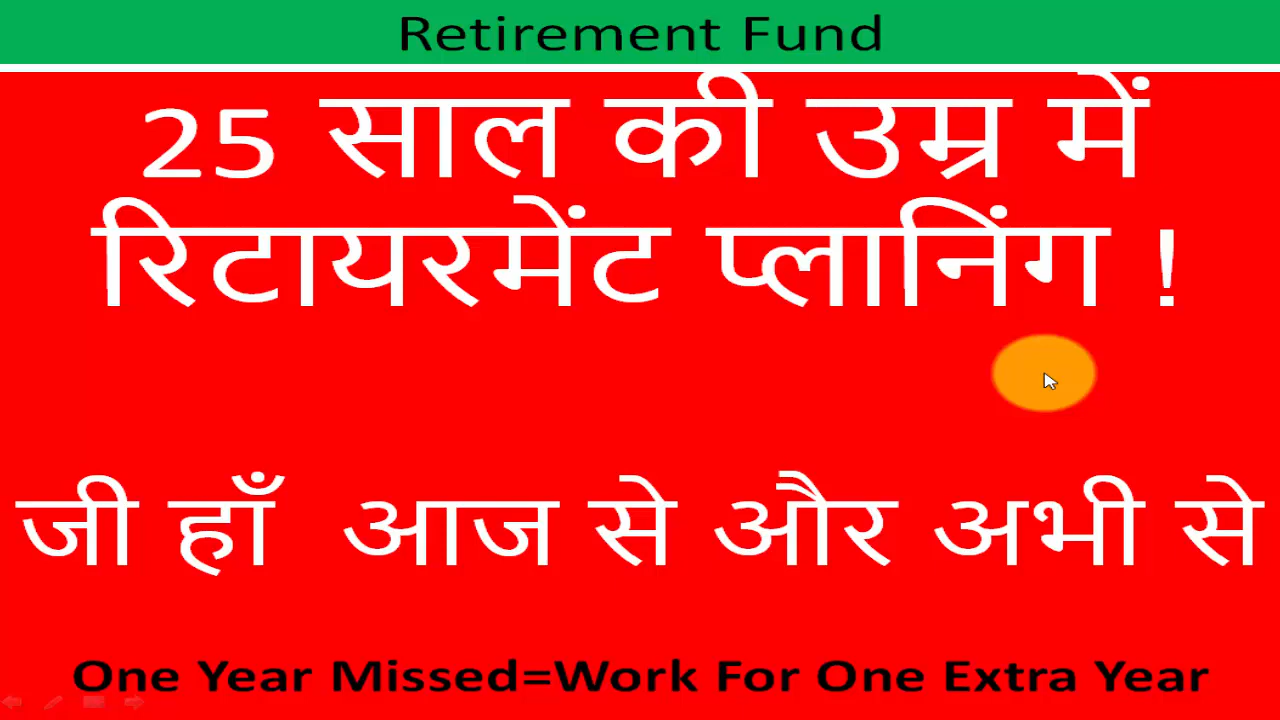 Retirement Fund
25 साल की उम्र में
रिटायरमेंट प्लानिंग !
जी हाँ आज से और अभी से
One Year Missed=Work For One Extra Year